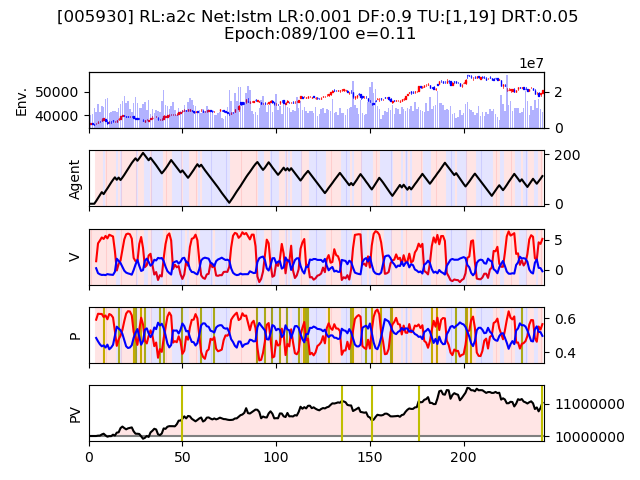 [005930] RL:a2c Net:lstm LR:0.001 DF:0.9 TU:[1,19] DRT:0.05
Epoch:089/100 e=0.11
1e7
Env.
50000
40000
2
0
Agent
200
0
V
5
0
P
0.6
0.4
PV
11000000
10000000
0
50
100
150
200